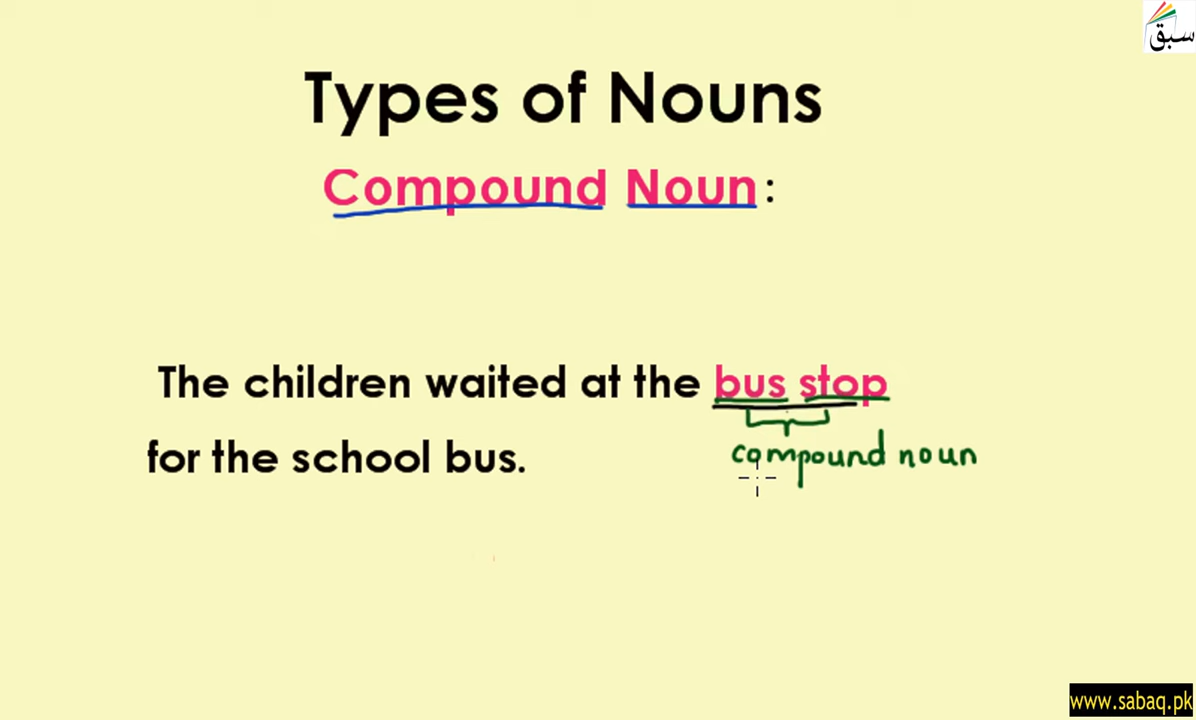 سبق
Types of Nouns
Compound Noun:
The children waited at the bus stop
for the school bus.
compound noun
www.sabaq.pk